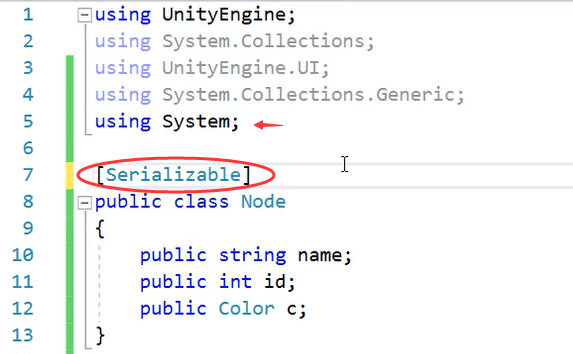 1 using UnityEngine;
2 using System.Collections;
3 using UnityEngine.UI;
4 using System.Collections.Generic;
5 using System;
6
7 [Serializable]
8 public class Node
9 {
10 public string name;
11 public int id;
12 public Color c;
13 }